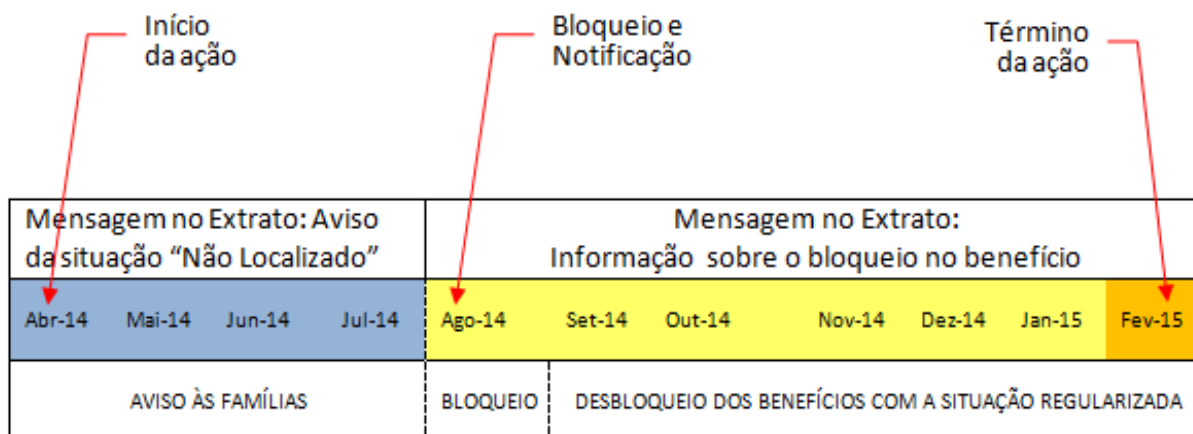 Início
da ação
Bloqueio e
Notificação
Término
da ação
Mensagem no Extrato: Aviso
da situação “Não Localizado”
Mensagem no Extrato:
Informação sobre o bloqueio no benefício
Abr-14 Mai-14 Jun-14 Jul-14 Ago-14 Set-14 Out-14 Nov-14 Dez-14 Jan-15 Fev-15
AVISO ÀS FAMÍLIAS BLOQUEIO DESBLOQUEIO DOS BENEFÍCIOS COM A SITUAÇÃO REGULARIZADA